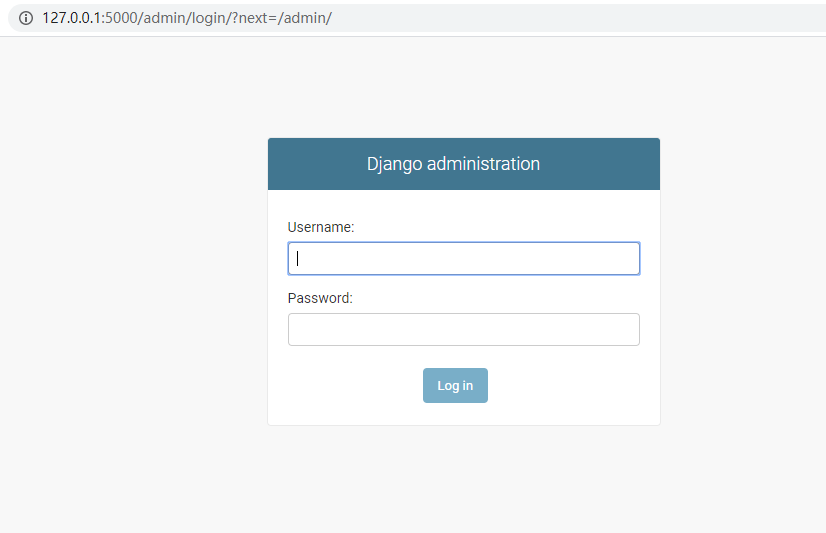 127.0.0.1:5000/admin/login/?next=/admin/
Django administration
Username:
Password:
Log in